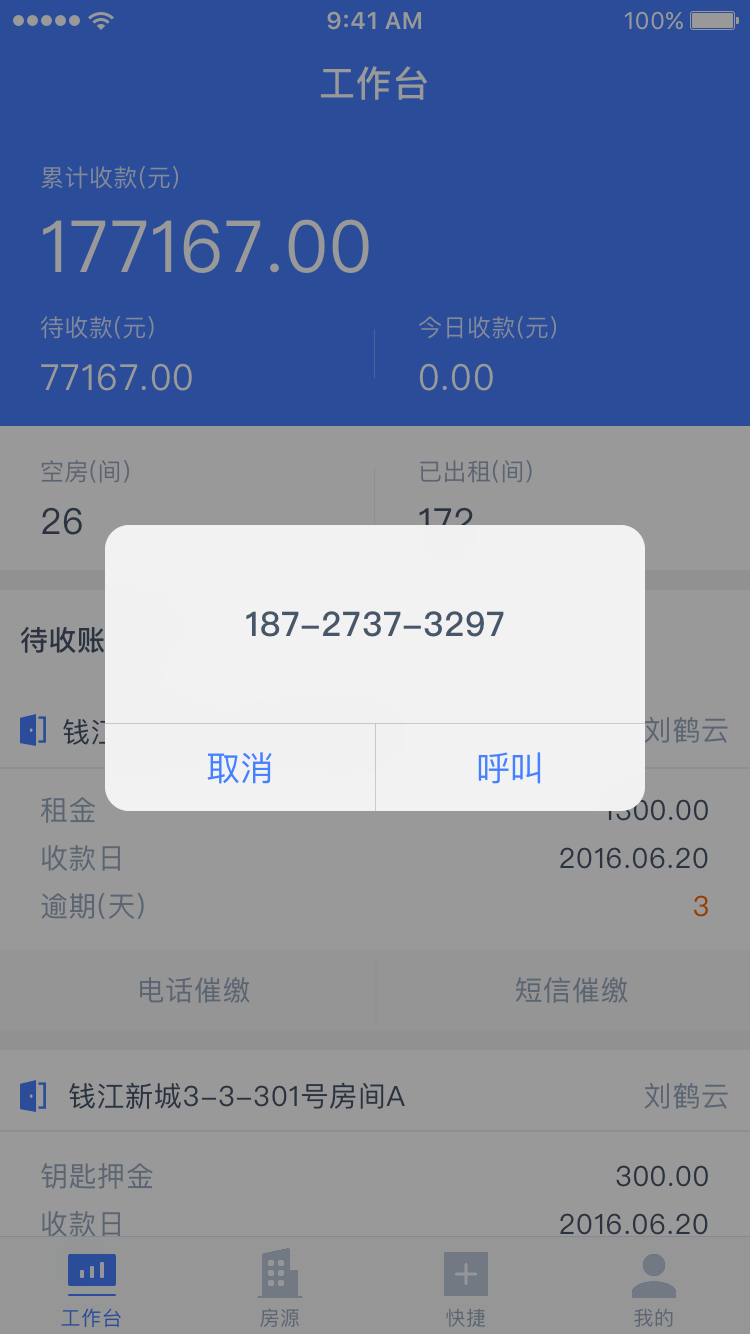 9:41 AM 100%
工作台
累计收款(元)
177167.00
待收款(元) 今日收款(元)
77167.00 0.00
空房(间) 已出租(间)
26 172
187-2737-3297
取消 呼叫
待收账
钱江 刘鹤云
租金 1300.00
收款日 2016.06.20
逾期(天) 3
电话催缴 短信催缴
钱江新城3-3-301号房间A 刘鹤云
钥匙押金 300.00
收款日 2016.06.20
工作台 房源 快捷 我的